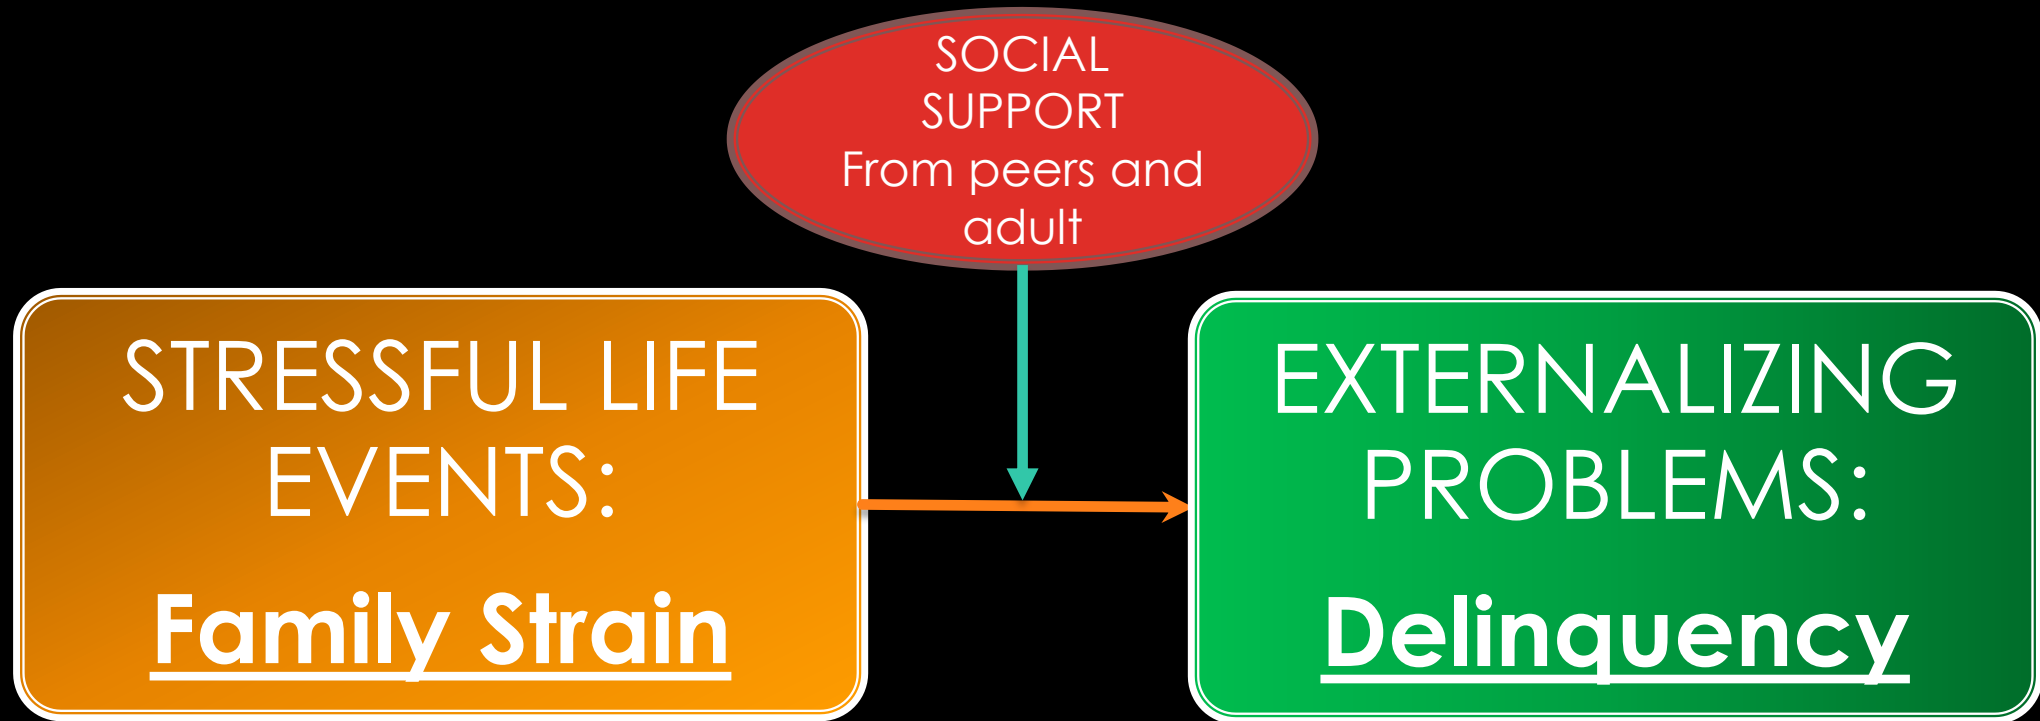 SOCIAL
SUPPORT
From peers and
adult
STRESSFUL LIFE
EVENTS:
Family Strain
EXTERNALIZING
PROBLEMS:
Delinquency